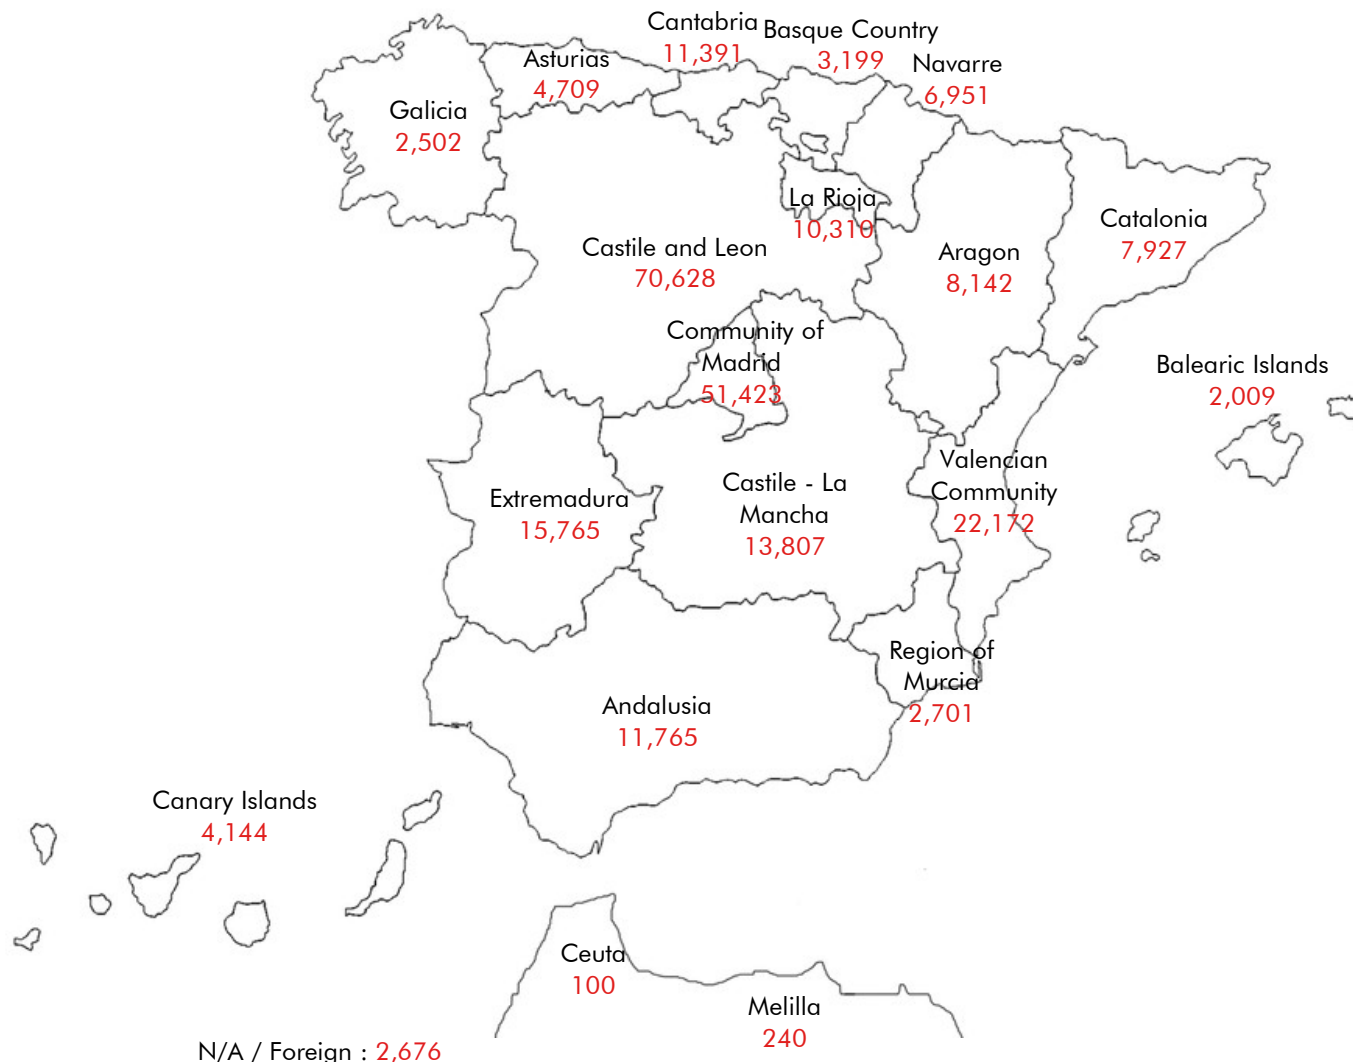 Cantabria
11,391
Basque Country
3,199
Asturias
4,709
Navarre
6,951
Galicia
2,502
La Rioja
10,310
Catalonia
7,927
Castile and Leon
70,628
Aragon
8,142
Community of
Madrid
51,423
Balearic Islands
2,009
Valencian
Community
22,172
Extremadura
15,765
Castile - La
Mancha
13,807
Region of
Murcia
2,701
Andalusia
11,765
Canary Islands
4,144
Ceuta
100
Melilla
240
N/A / Foreign : 2,676